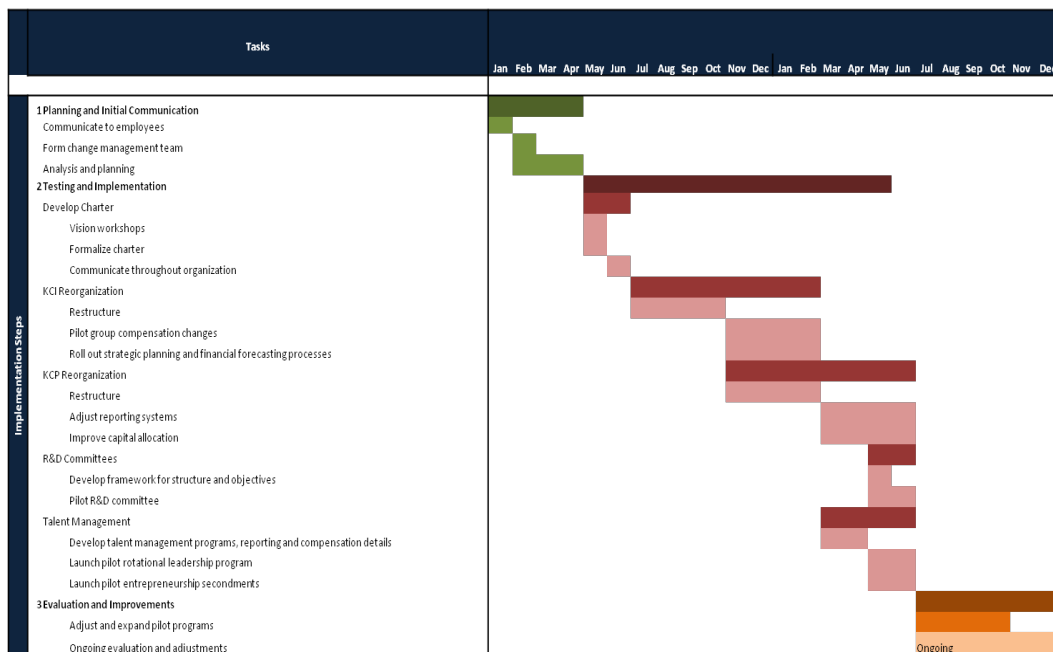 Tasks
Jan Feb Mar Apr May Jun Jul Aug Sep Oct Nov Dec Jan Feb Mar Apr May Jun Jul Aug Sep Oct Nov Dec
Implementation Steps
1 Planning and Initial Communication
Communicate to employees
Form change management team
Analysis and planning
2 Testing and Implementation
Develop Charter
Vision workshops
Formalize charter
Communicate throughout organization
KCI Reorganization
Restructure
Pilot group compensation changes
Roll out strategic planning and financial forecasting processes
KCP Reorganization
Restructure
Adjust reporting systems
Improve capital allocation
R&D Committees
Develop framework for structure and objectives
Pilot R&D committee
Talent Management
Develop talent management programs, reporting and compensation details
Launch pilot rotational leadership program
Launch pilot entrepreneurship secondments
3 Evaluation and Improvements
Adjust and expand pilot programs
Ongoing evaluation and adjustments Ongoing